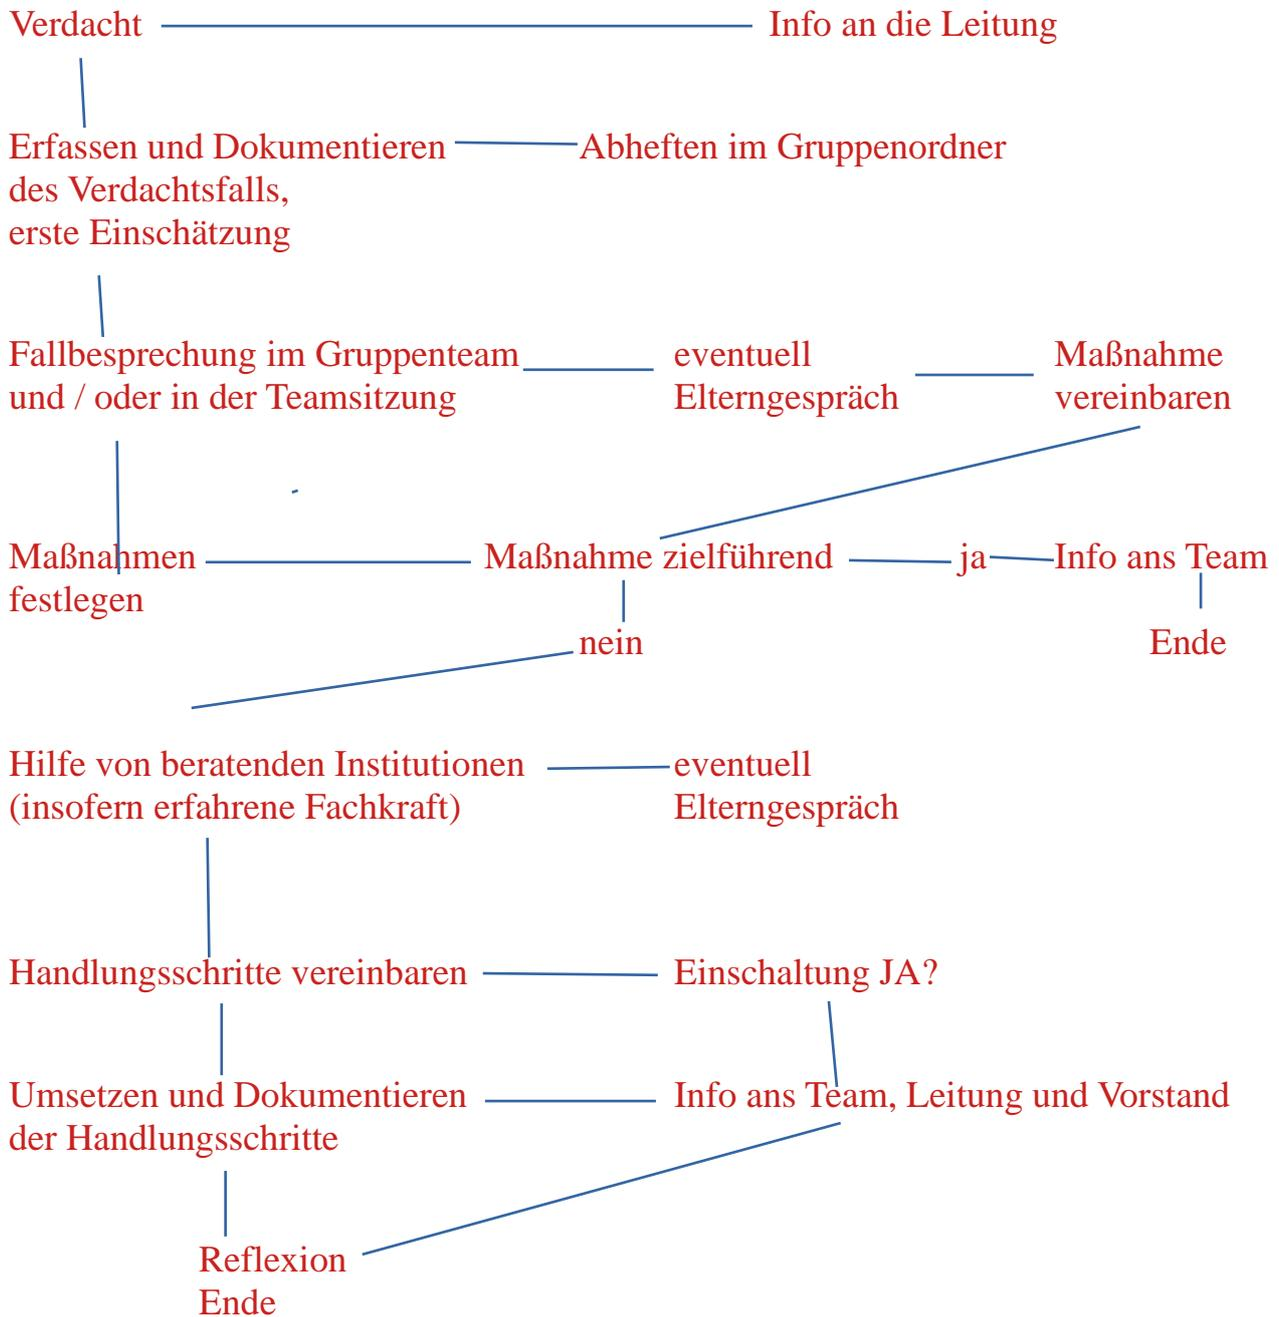 Verdacht Info an die Leitung
Erfassen und Dokumentieren Abheften im Gruppenordner
des Verdachtsfalls,
erste Einschätzung
Fallbesprechung im Gruppenteam eventuell Maßnahme
und / oder in der Teamsitzung Elterngespräch vereinbaren
Maßnahmen Maßnahme zielführend ja Info ans Team
festlegen
nein Ende
Hilfe von beratenden Institutionen eventuell
(insofern erfahrene Fachkraft) Elterngespräch
Handlungsschritte vereinbaren Einschaltung JA?
Umsetzen und Dokumentieren Info ans Team, Leitung und Vorstand
der Handlungsschritte
Reflexion
Ende